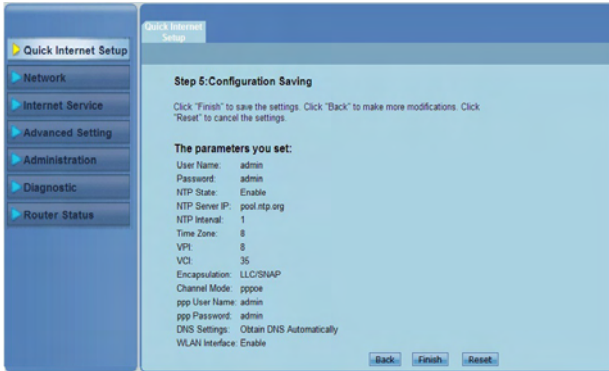 Quick Internet
Setup
Quick Internet Setup
Network
Internet Service
Advanced Setting
Administration
Diagnostic
Router Status
Step 5:Configuration Saving
Click "Finish" to save the settings. Click "Back" to make more modifications. Click
"Reset" to cancel the settings.
The parameters you set:
User Name: admin
Password: admin
NTP State: Enable
NTP Server IP: pool.ntp.org
NTP Interval: 1
Time Zone: 8
VPI: 8
VCI: 35
Encapsulation: LLC/SNAP
Channel Mode: pppoe
ppp User Name: admin
ppp Password: admin
DNS Settings: Obtain DNS Automatically
WLAN Interface: Enable
Back Finish Reset